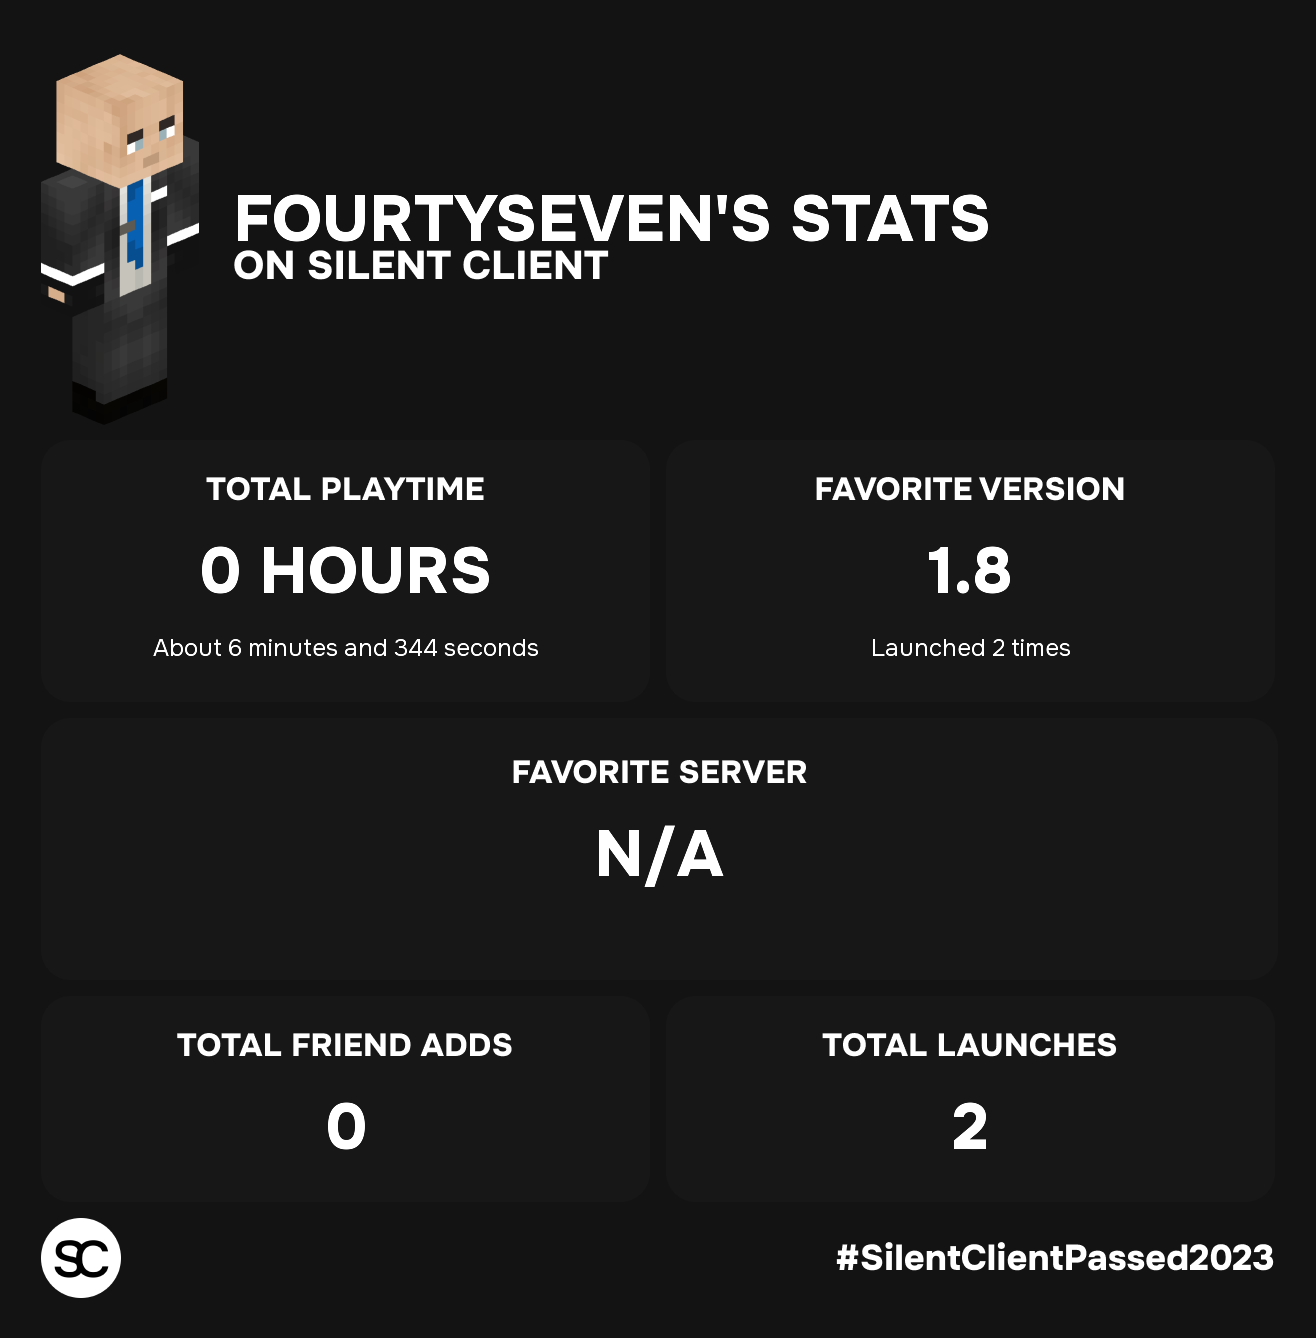 FOURTYSEVEN'S STATS
ON SILENT CLIENT
TOTAL PLAYTIME
0 HOURS
About 6 minutes and 344 seconds
FAVORITE VERSION
1.8
Launched 2 times
FAVORITE SERVER
N/A
TOTAL FRIEND ADDS
0
TOTAL LAUNCHES
2
SC
#SilentClientPassed2023